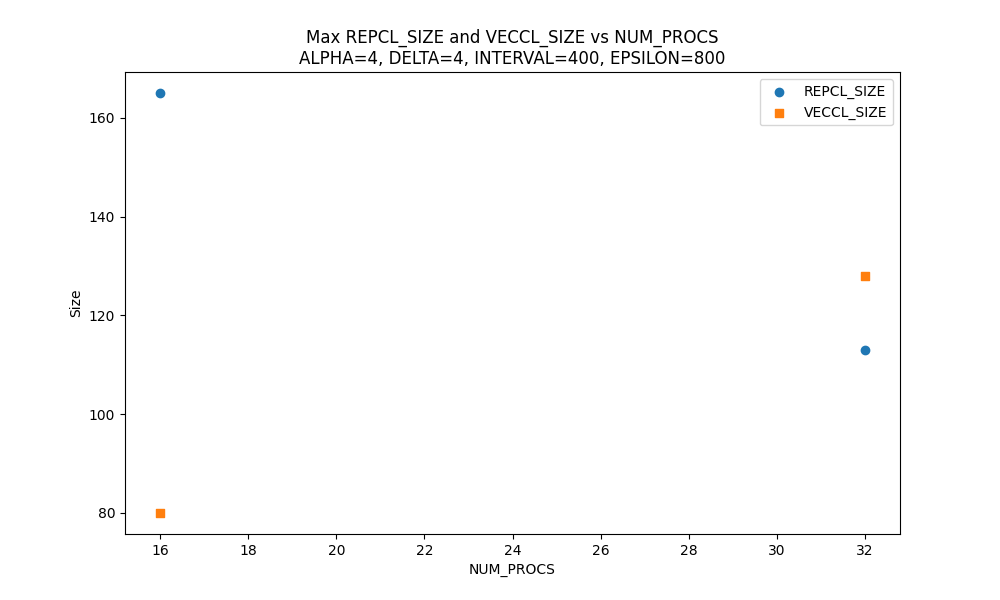 Max REPCL_SIZE and VECCL_SIZE vs NUM_PROCS
ALPHA=4, DELTA=4, INTERVAL=400, EPSILON=800
REPCL_SIZE
VECCL_SIZE
Size
160
140
120
100
80
16 18 20 22 24 26 28 30 32
NUM_PROCS